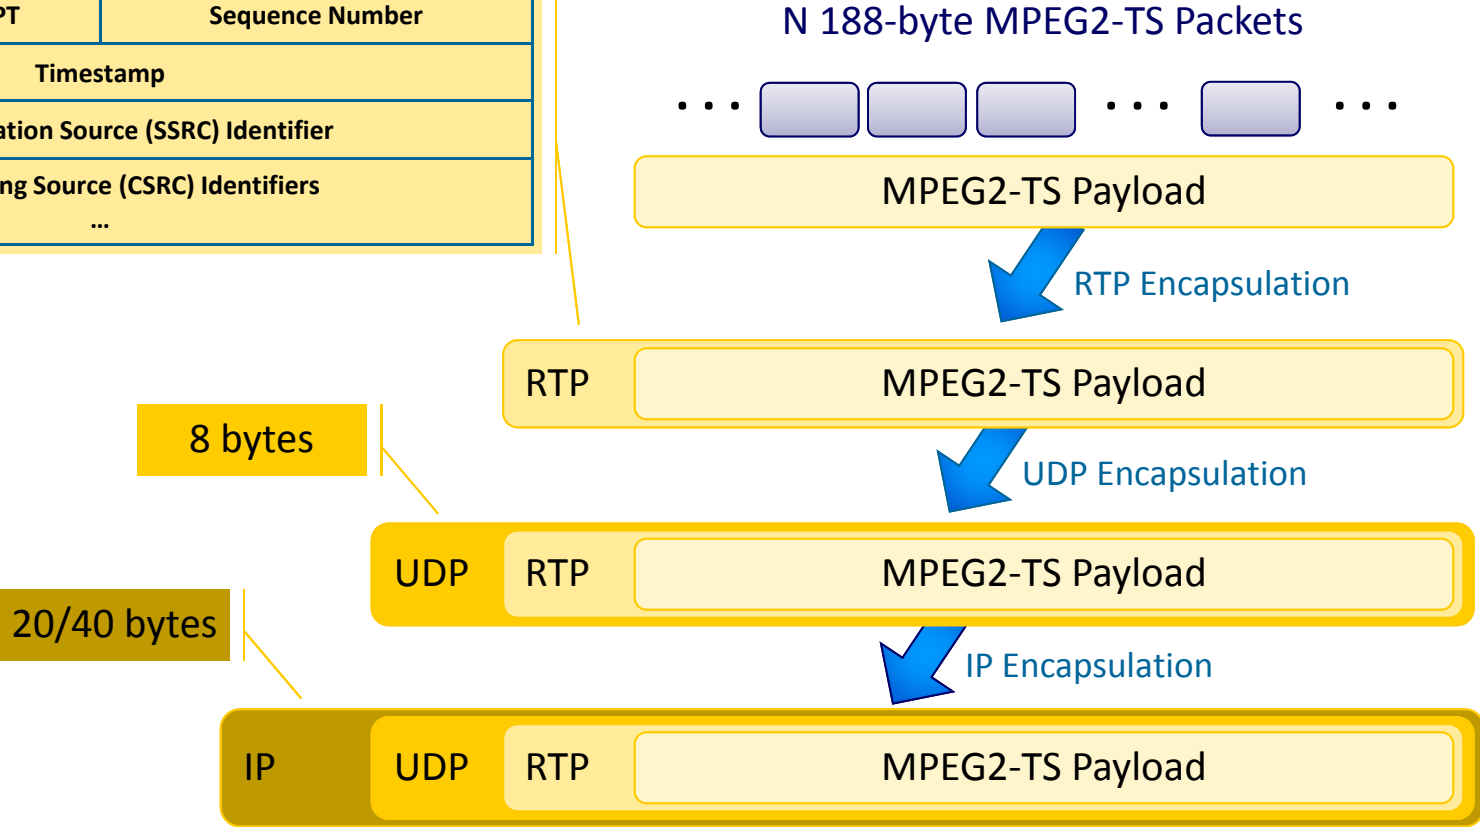 PT Sequence Number
Timestamp
ation Source (SSRC) Identifier
ng Source (CSRC) Identifiers
...
N 188-byte MPEG2-TS Packets
. . . . . . . . .
MPEG2-TS Payload
RTP Encapsulation
RTP MPEG2-TS Payload
8 bytes
UDP Encapsulation
UDP RTP MPEG2-TS Payload
20/40 bytes
IP Encapsulation
IP UDP RTP MPEG2-TS Payload